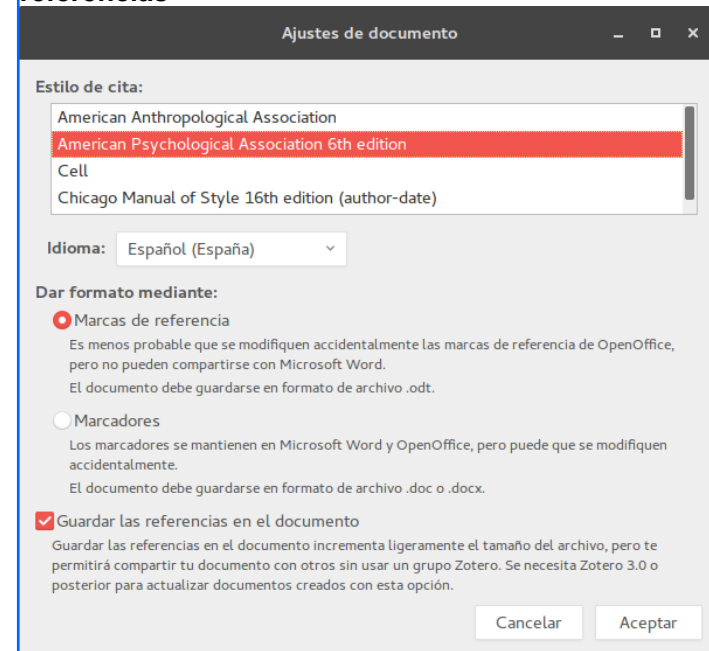 Ajustes de documento
Estilo de cita:
American Anthropological Association
American Psychological Association 6th edition
Cell
Chicago Manual of Style 16th edition (author-date)
Idioma: Español (España)
Dar formato mediante:
Marcas de referencia
Es menos probable que se modifiquen accidentalmente las marcas de referencia de OpenOffice,
pero no pueden compartirse con Microsoft Word.
El documento debe guardarse en formato de archivo .odt.
Marcadores
Los marcadores se mantienen en Microsoft Word y OpenOffice, pero puede que se modifiquen
accidentalmente.
El documento debe guardarse en formato de archivo .doc o .docx.
Guardar las referencias en el documento
Guardar las referencias en el documento incrementa ligeramente el tamaño del archivo, pero te
permitirá compartir tu documento con otros sin usar un grupo Zotero. Se necesita Zotero 3.0 o
posterior para actualizar documentos creados con esta opción.
Cancelar Aceptar